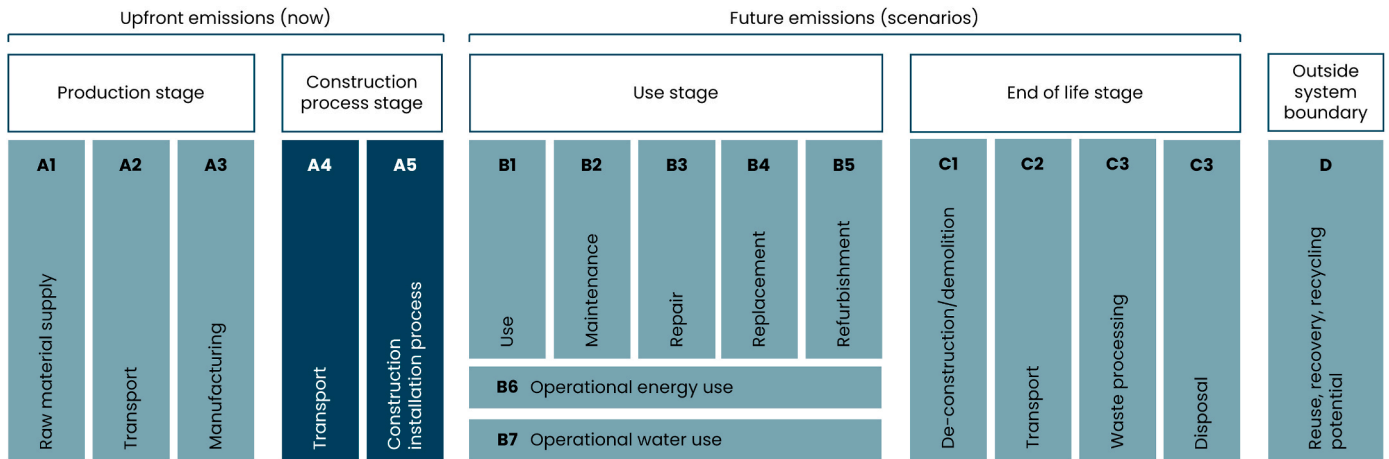 Upfront emissions (now)
Future emissions (scenarios)
Production stage
Construction
process stage
Use stage
End of life stage
Outside
system
boundary
A1
Raw material supply
A2
Transport
A3
Manufacturing
A4
Transport
A5
Construction
installation process
B1
Use
B2
Maintenance
B3
Repair
B4
Replacement
B5
Refurbishment
B6 Operational energy use
B7 Operational water use
C1
De-construction/demolition
C2
Transport
C3
Waste processing
C3
Disposal
D
Reuse, recovery, recycling
potential